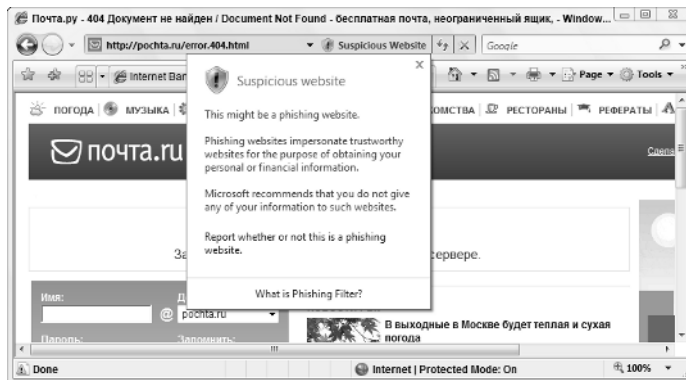 Почта.ру - 404 Документ не найден / Document Not Found - бесплатная почта, неограниченный ящик, - Window...
http://pochta.ru/error.404.html
Suspicious Website
Google
Internet Ban
Page
Tools
ПОГОДА
МУЗЫКА
КОМСТВА
РЕСТОРАНЫ
РЕФЕРАТЫ
почта.ru
Suspicious website
This might be a phishing website.
Phishing websites impersonate trustworthy
websites for the purpose of obtaining your
personal or financial information.
Microsoft recommends that you do not give
any of your information to such websites.
Report whether or not this is a phishing
website.
What is Phishing Filter?
За
сервере.
Имя:
@
pochta.ru
Пароль:
Запомнить:
В выходные в Москве будет теплая и сухая
погода
Done
Internet | Protected Mode: On
100%